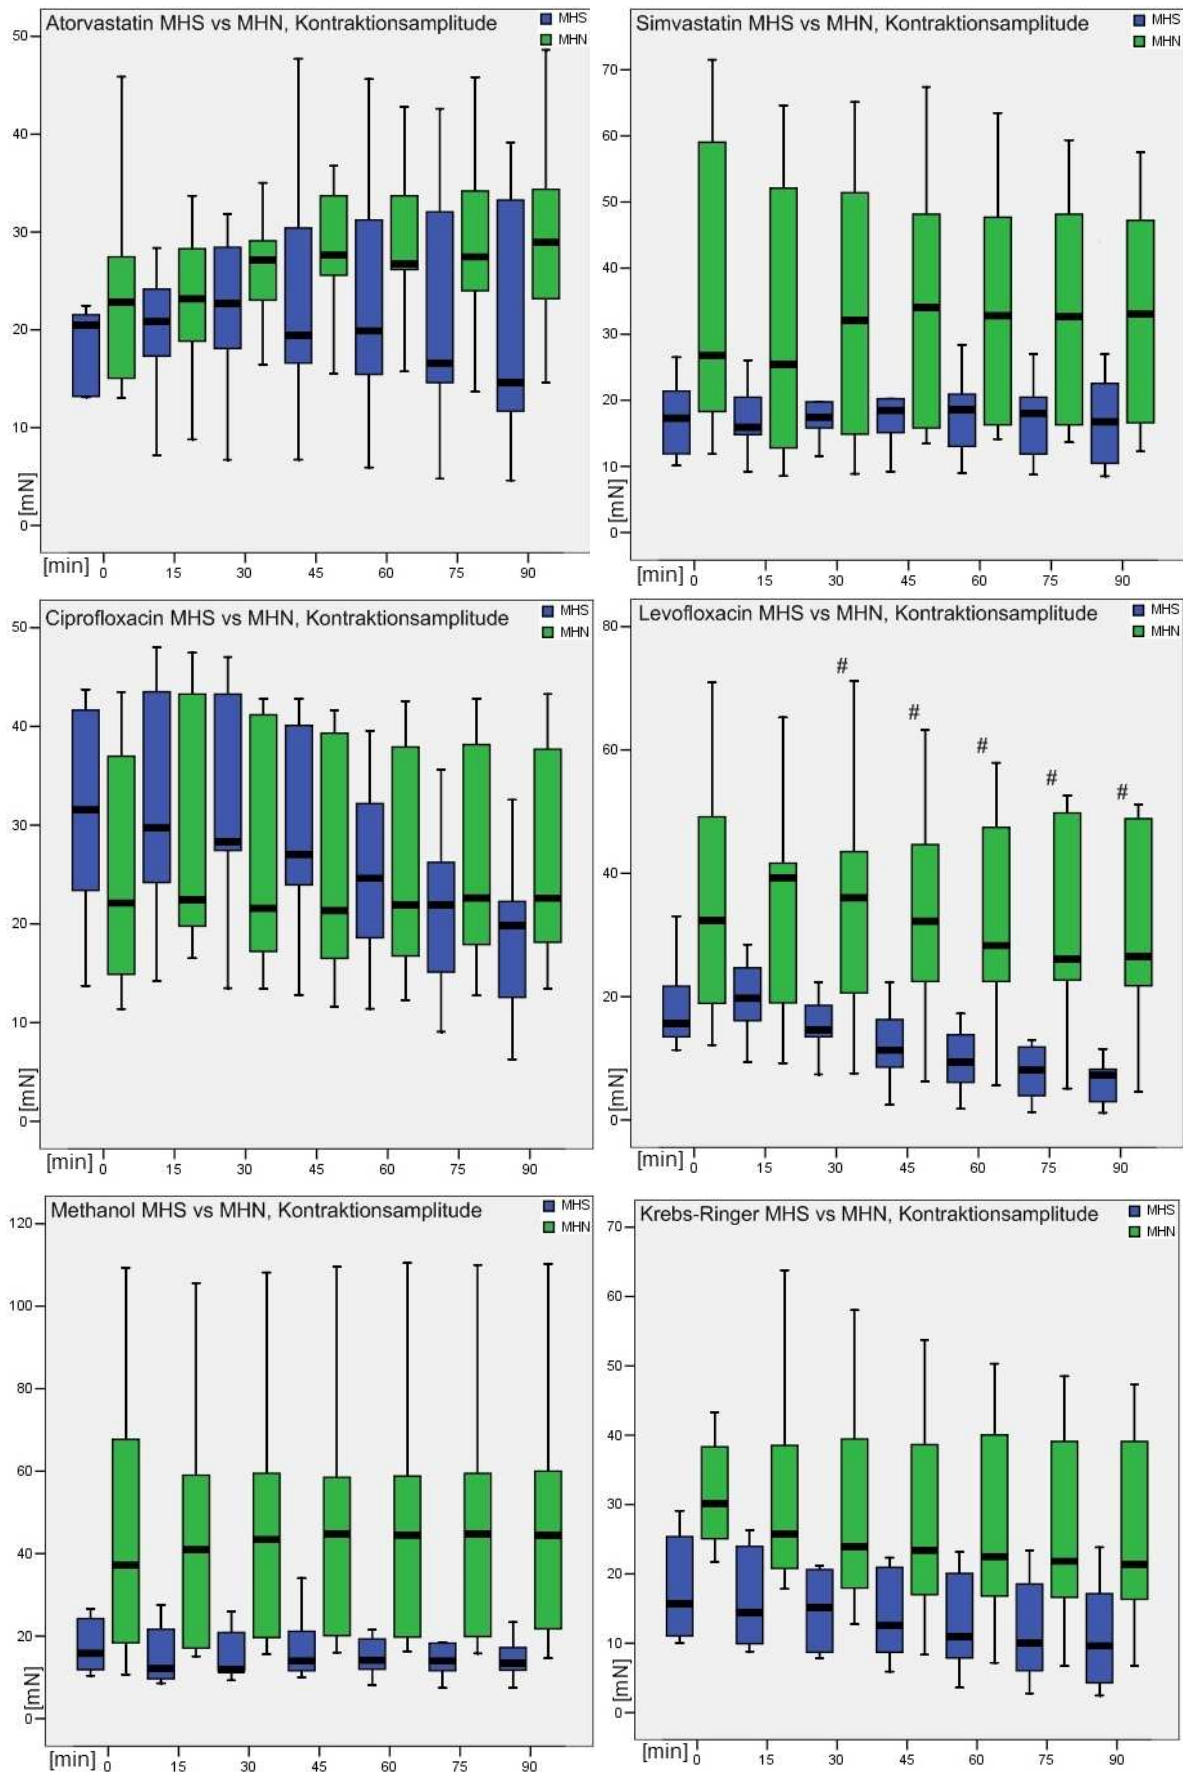 Atorvastatin MHS vs MHN, Kontraktionsamplitude
MHS
MHN
50
40
30
20
10
0
[mN]
[min] 0 15 30 45 60 75 90
Simvastatin MHS vs MHN, Kontraktionsamplitude
MHS
MHN
70
60
50
40
30
20
10
0
[mN]
[min] 0 15 30 45 60 75 90
Ciprofloxacin MHS vs MHN, Kontraktionsamplitude
MHS
MHN
50
40
30
20
10
0
[mN]
[min] 0 15 30 45 60 75 90
Levofloxacin MHS vs MHN, Kontraktionsamplitude
MHS
MHN
80
# # # # #
60
40
20
0
[mN]
[min] 0 15 30 45 60 75 90
Methanol MHS vs MHN, Kontraktionsamplitude
MHS
MHN
120
100
80
60
40
20
0
[mN]
[min] 0 15 30 45 60 75 90
Krebs-Ringer MHS vs MHN, Kontraktionsamplitude
MHS
MHN
70
60
50
40
30
20
10
0
[mN]
[min] 0 15 30 45 60 75 90